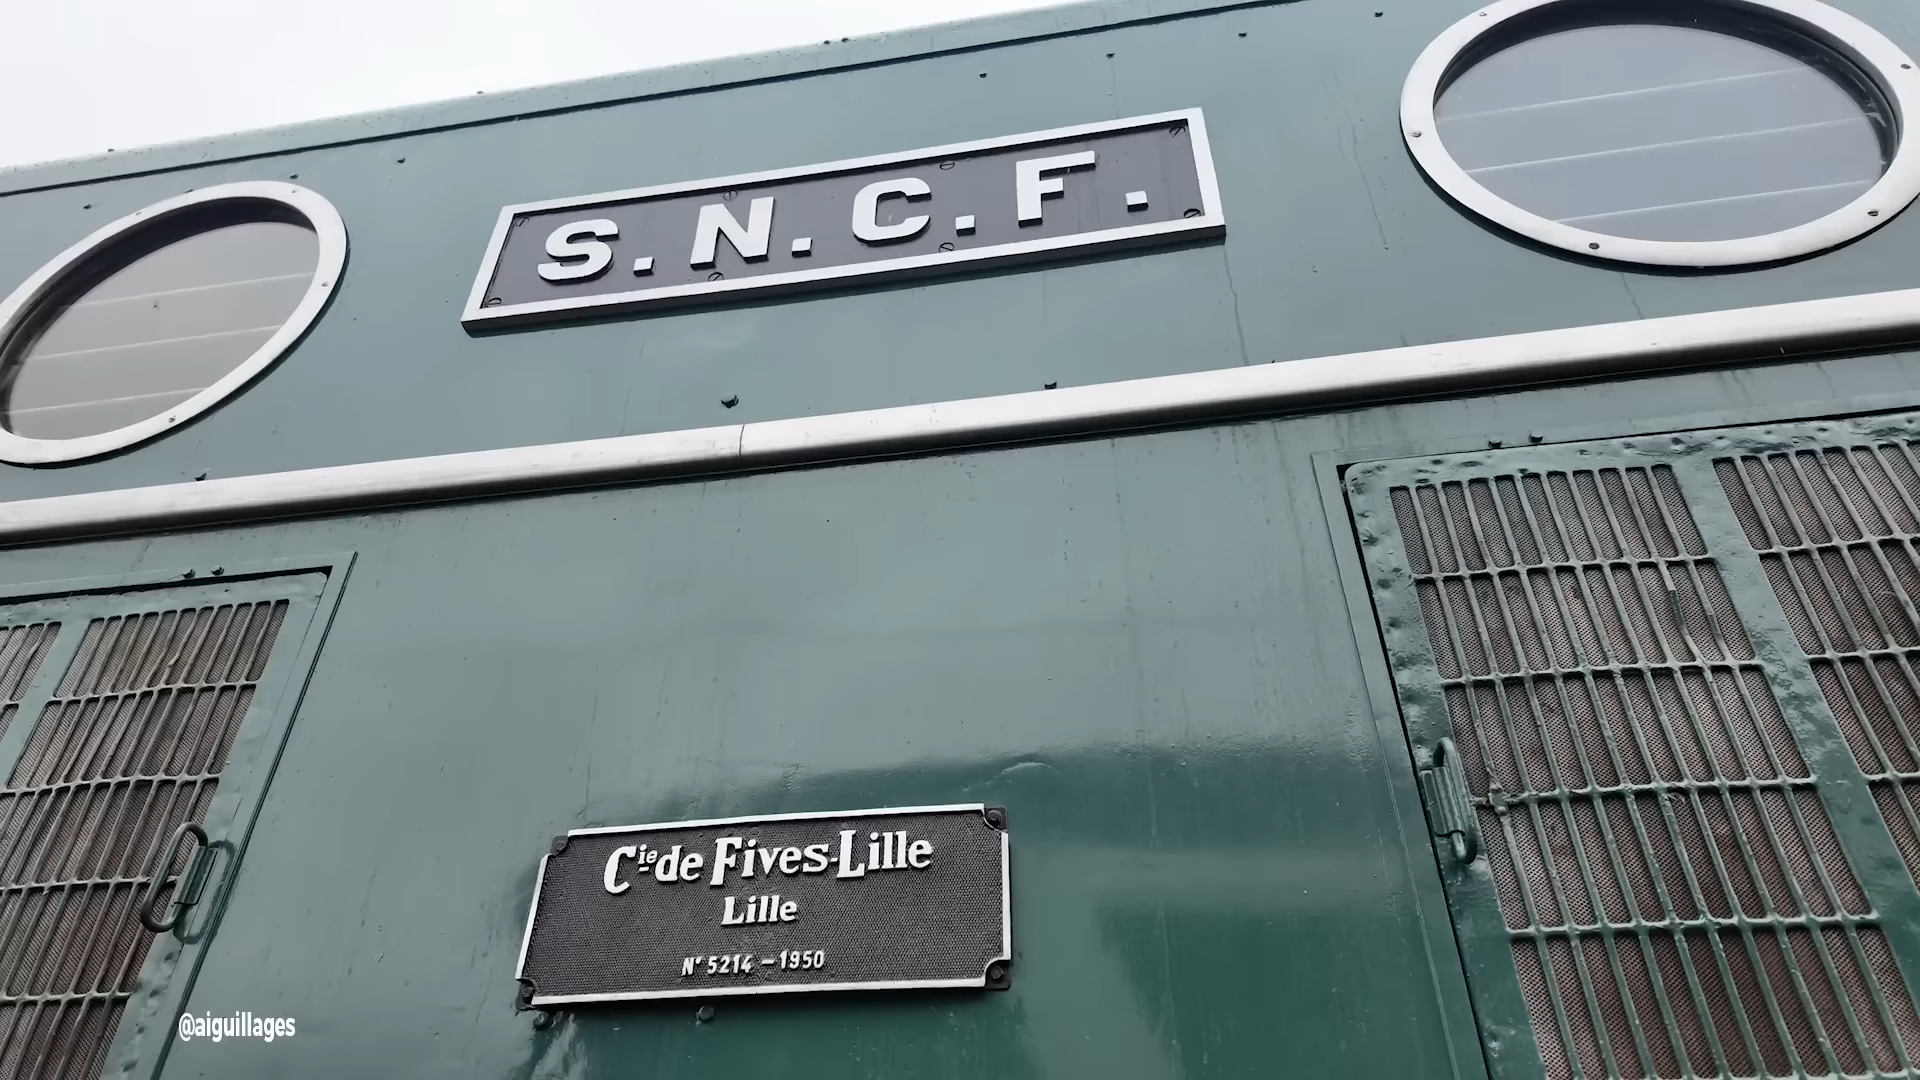 S.N.C.F.
Cie de Fives-Lille
Lille
N° 5214 - 1950
@aiguillages